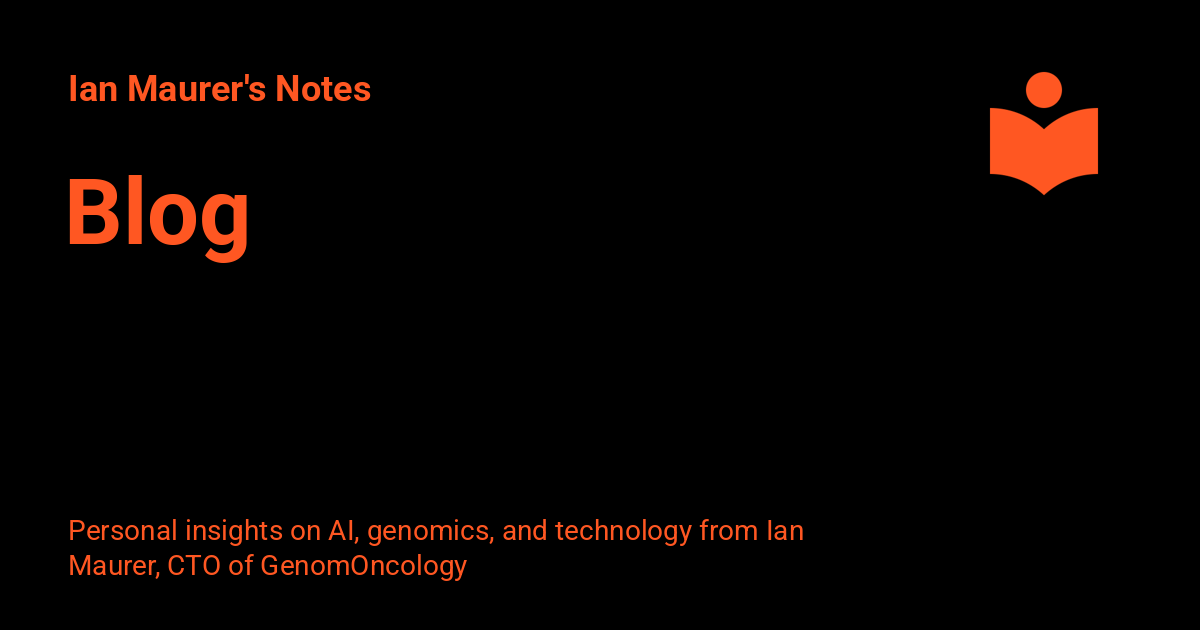 Ian Maurer's Notes
Blog
Personal insights on AI, genomics, and technology from Ian
Maurer, CTO of GenomOncology